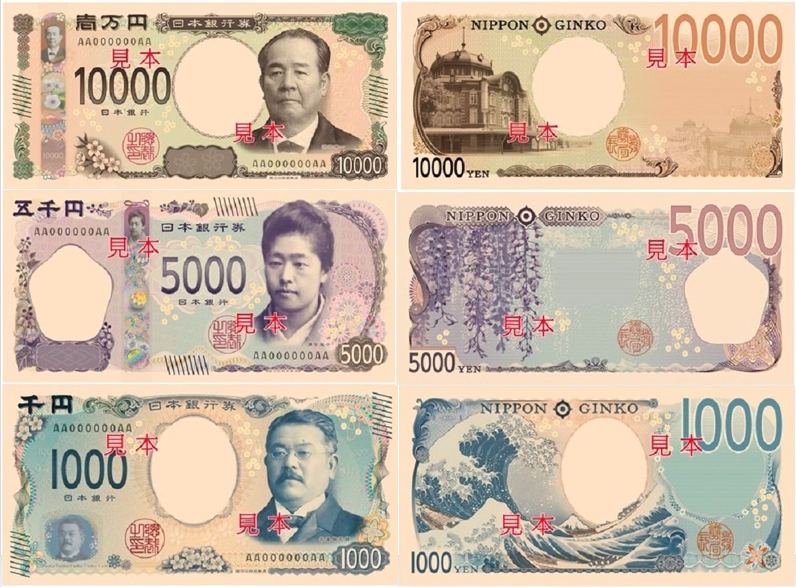 壱万円
日本銀行券
AA000000AA
見本
10000
日本銀行
見本
AA000000AA
10000
10000
NIPPON GINKO
10000
見本
見本
10000 YEN
五千円
AA000000AA
日本銀行券
見本
5000
日本銀行
見本
AA000000AA
5000
NIPPON GINKO
5000
見本
見本
5000 YEN
千円
日本銀行券
AA000000AA
見本
1000
日本銀行
見本
AA000000AA
1000
NIPPON GINKO
1000
見本
見本
1000 YEN